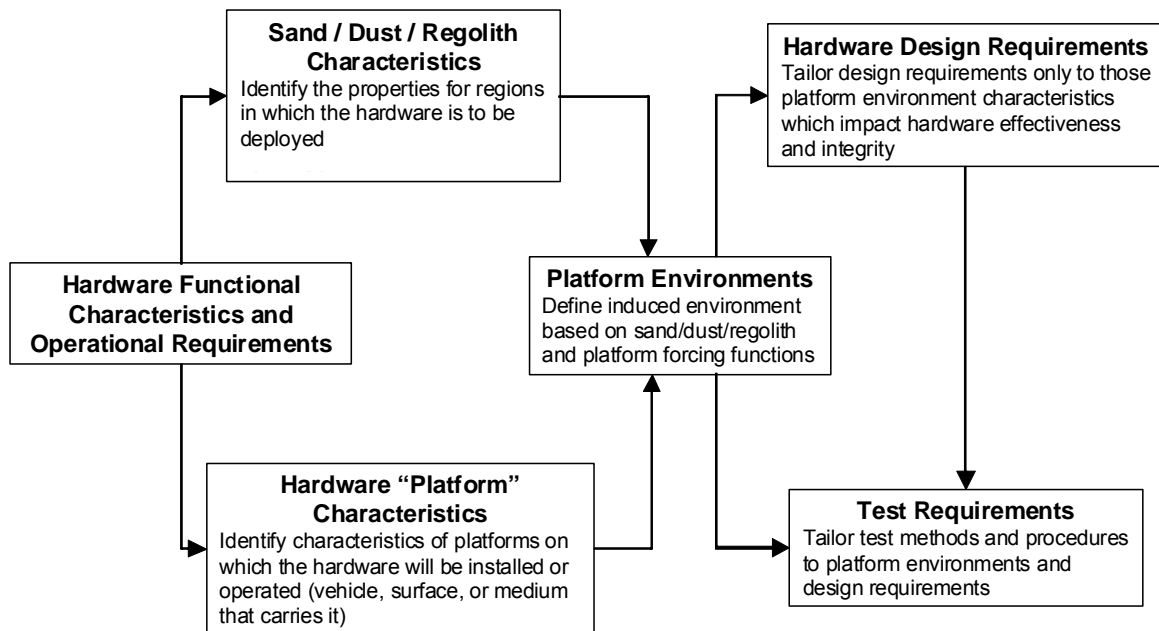 Sand / Dust / Regolith
Characteristics
Identify the properties for regions
in which the hardware is to be
deployed
Hardware Design Requirements
Tailor design requirements only to those
platform environment characteristics
which impact hardware effectiveness
and integrity
Hardware Functional
Characteristics and
Operational Requirements
Platform Environments
Define induced environment
based on sand/dust/regolith
and platform forcing functions
Hardware “Platform”
Characteristics
Identify characteristics of platforms on
which the hardware will be installed or
operated (vehicle, surface, or medium
that carries it)
Test Requirements
Tailor test methods and procedures
to platform environments and
design requirements